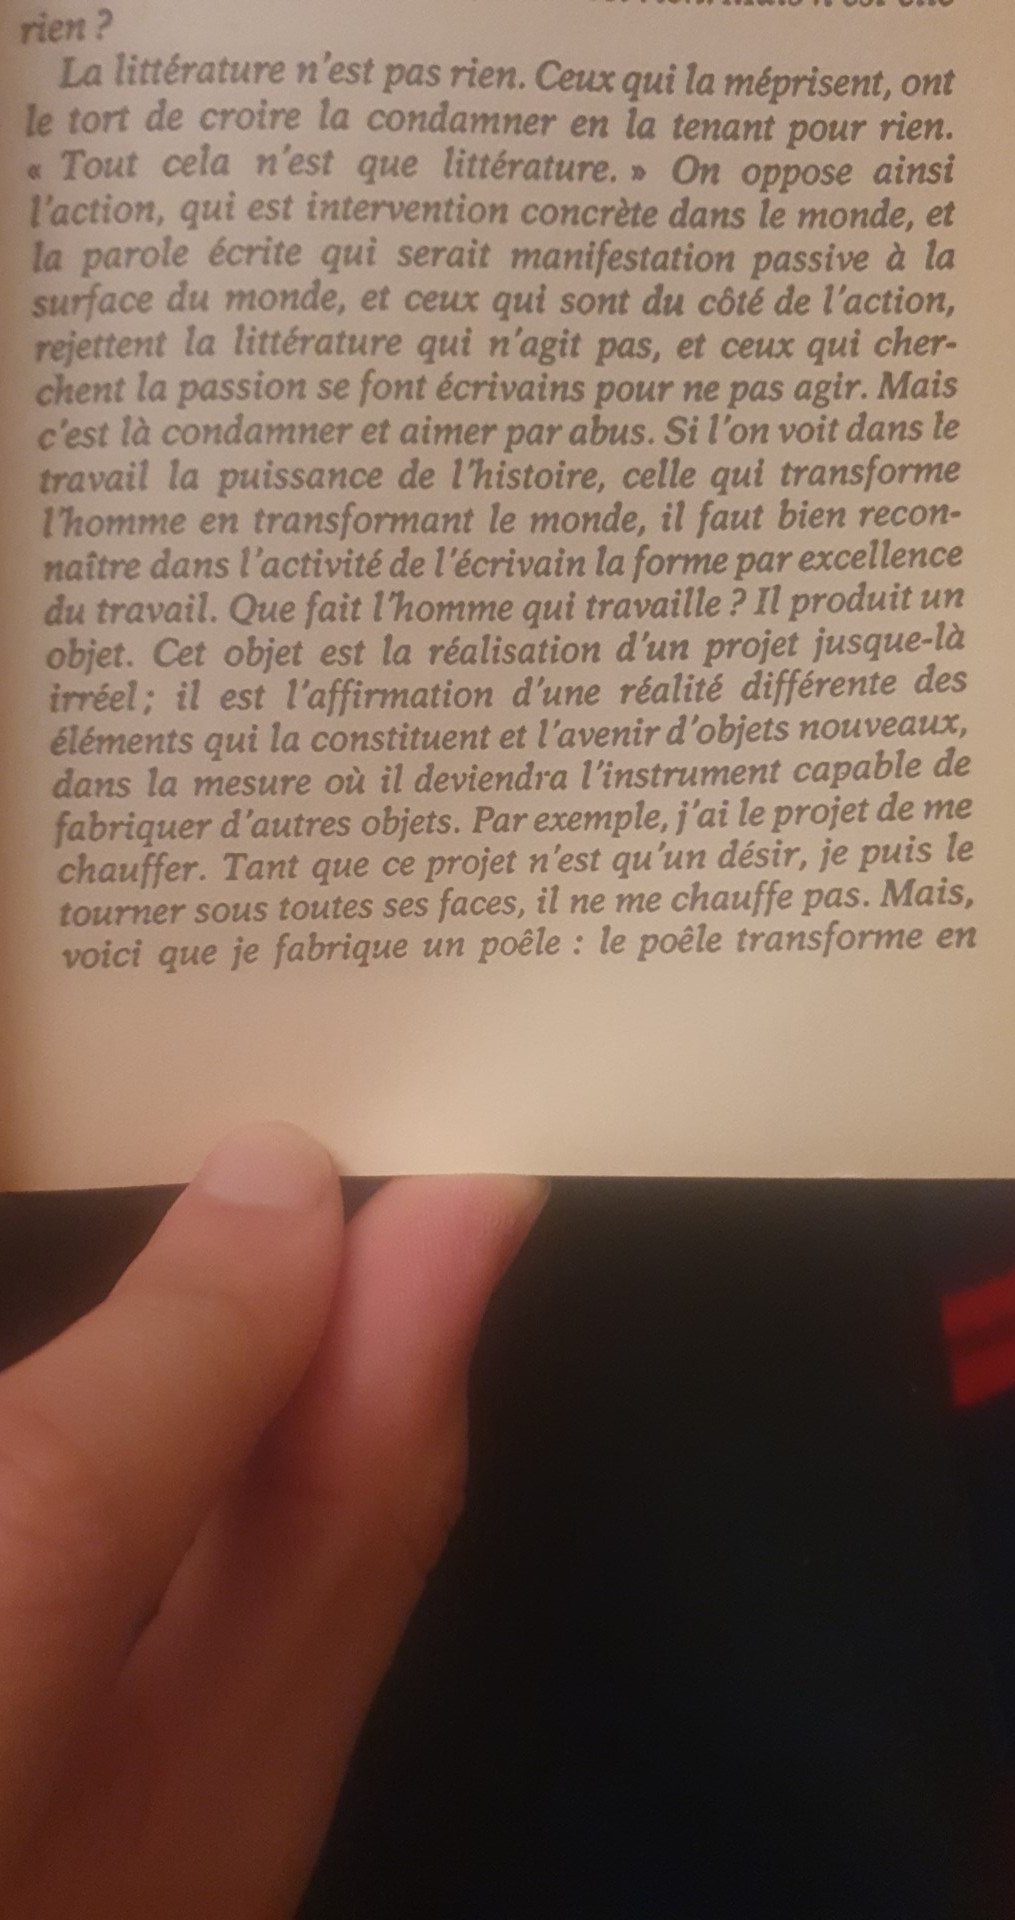 rien ?
La littérature n'est pas rien. Ceux qui la méprisent, ont
le tort de croire la condamner en la tenant pour rien.
« Tout cela n'est que littérature. » On oppose ainsi
l'action, qui est intervention concrète dans le monde, et
la parole écrite qui serait manifestation passive à la
surface du monde, et ceux qui sont du côté de l'action,
rejettent la littérature qui n'agit pas, et ceux qui cher-
chent la passion se font écrivains pour ne pas agir. Mais
c'est là condamner et aimer par abus. Si l'on voit dans le
travail la puissance de l'histoire, celle qui transforme
l'homme en transformant le monde, il faut bien recon-
naître dans l'activité de l'écrivain la forme par excellence
du travail. Que fait l'homme qui travaille ? Il produit un
objet. Cet objet est la réalisation d'un projet jusque-là
irréel ; il est l'affirmation d'une réalité différente des
éléments qui la constituent et l'avenir d'objets nouveaux,
dans la mesure où il deviendra l'instrument capable de
fabriquer d'autres objets. Par exemple, j'ai le projet de me
chauffer. Tant que ce projet n'est qu'un désir, je puis le
tourner sous toutes ses faces, il ne me chauffe pas. Mais,
voici que je fabrique un poêle : le poêle transforme en